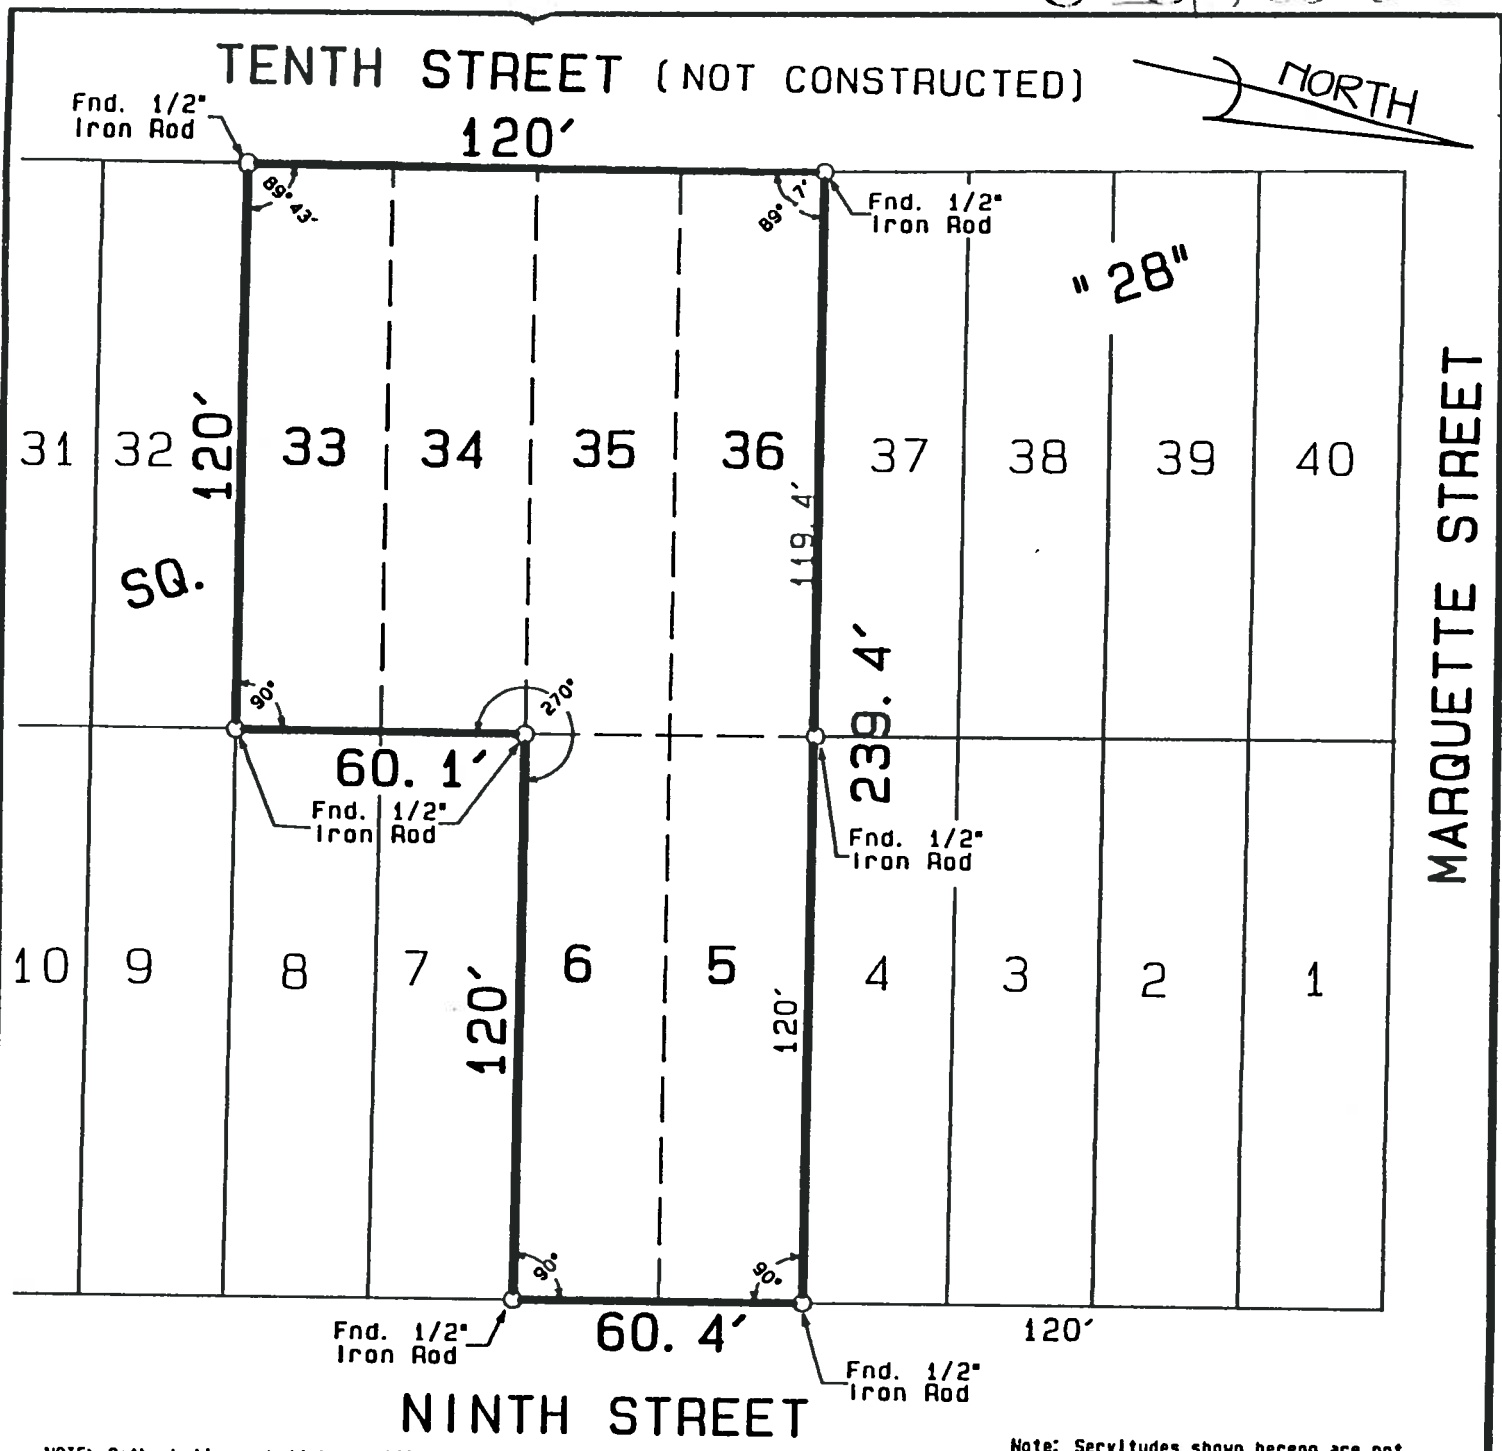 TENTH STREET (NOT CONSTRUCTED)
NORTH
Fnd. 1/2"
Iron Rod
120'
89° 43'
89° 7'
Fnd. 1/2"
Iron Rod
" 28"
MARQUETTE STREET
31 32 33 34 35 36 37 38 39 40
120'
119. 4'
SQ.
239. 4'
90°
270°
60. 1'
Fnd. 1/2"
Iron Rod
Fnd. 1/2"
Iron Rod
10 9 8 7 6 5 4 3 2 1
120'
120'
90°
90°
Fnd. 1/2"
Iron Rod
60. 4'
120'
Fnd. 1/2"
Iron Rod
NINTH STREET
Note: Servitudes shown hereon are not